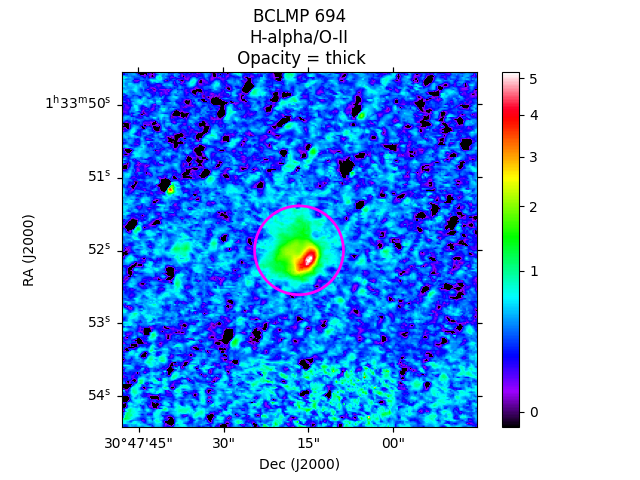 BCLMP 694
H-alpha/O-II
Opacity = thick
1ʰ33ᵐ50ˢ
51ˢ
52ˢ
53ˢ
54ˢ
RA (J2000)
30°47'45" 30" 15" 00"
Dec (J2000)
5
4
3
2
1
0